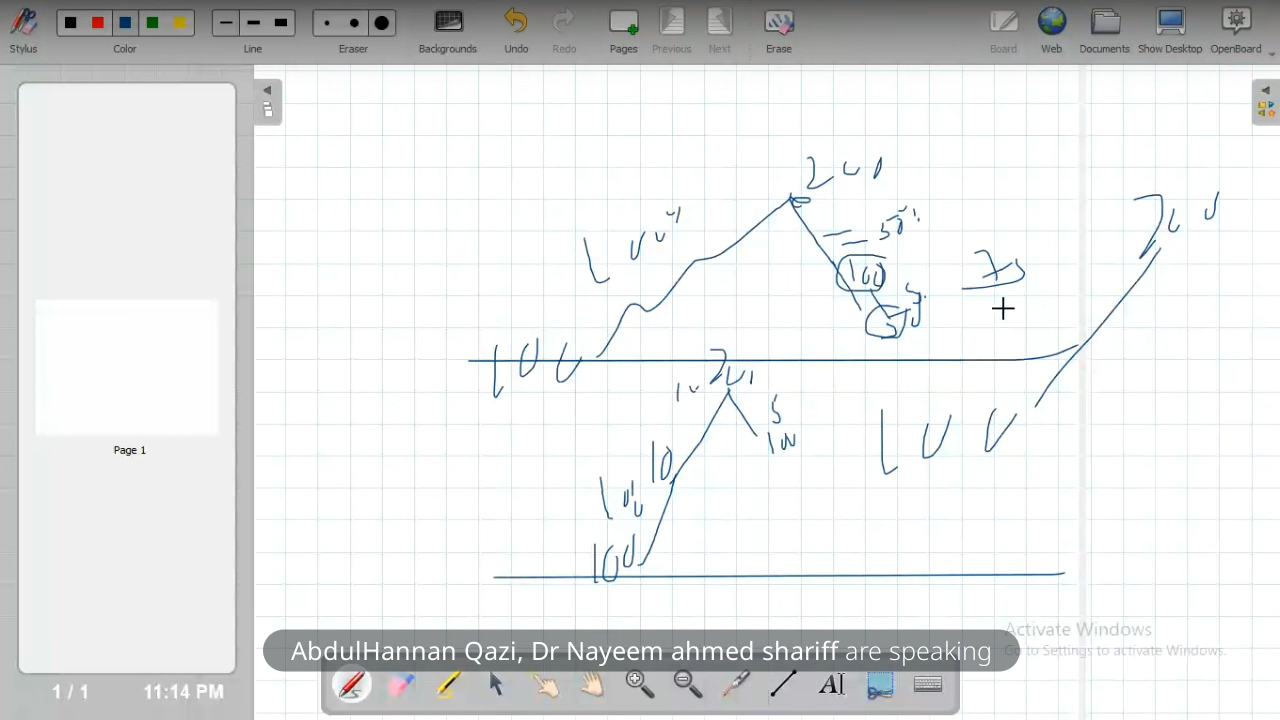 Stylus
Color
Line
Eraser
Backgrounds
Undo
Redo
Pages
Previous
Next
Erase
Board
Web
Documents
Show Desktop
OpenBoard
Page 1
200
50%
100
75
100
200
100
10
100
100
100
Activate Windows
Go to Settings to activate Windows.
AbdulHannan Qazi, Dr Nayeem ahmed shariff are speaking
1 / 1
11:14 PM